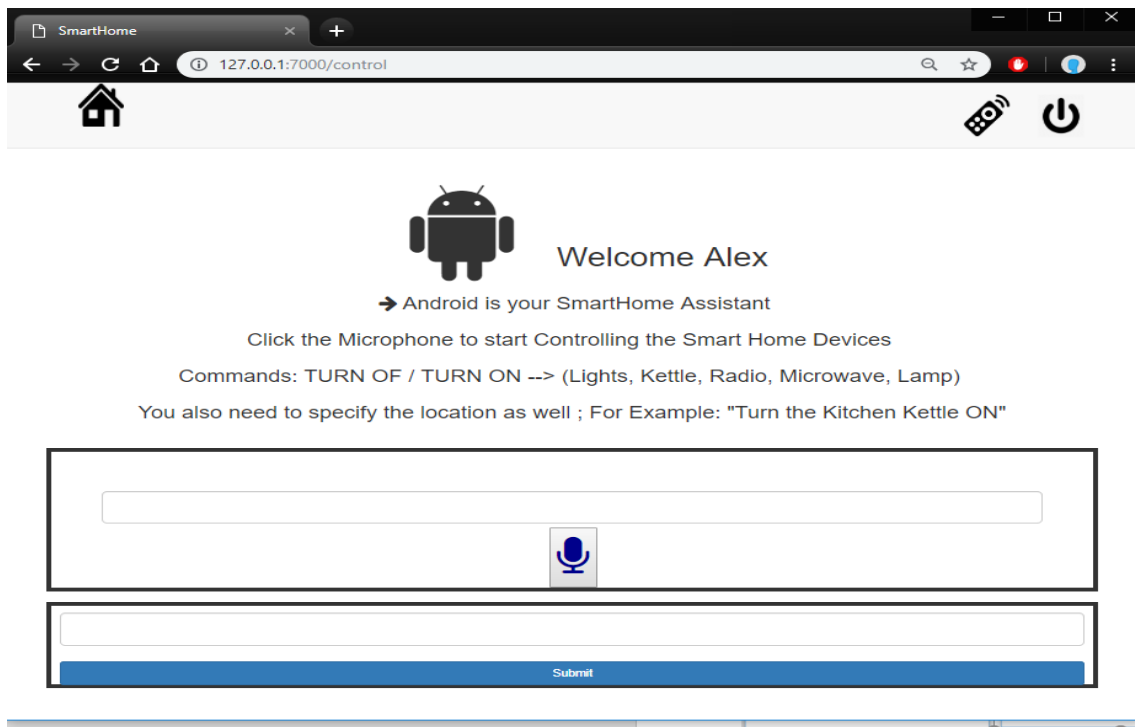 SmartHome
127.0.0.1:7000/control
Welcome Alex
Android is your SmartHome Assistant
Click the Microphone to start Controlling the Smart Home Devices
Commands: TURN OF / TURN ON --> (Lights, Kettle, Radio, Microwave, Lamp)
You also need to specify the location as well ; For Example: "Turn the Kitchen Kettle ON"
Submit